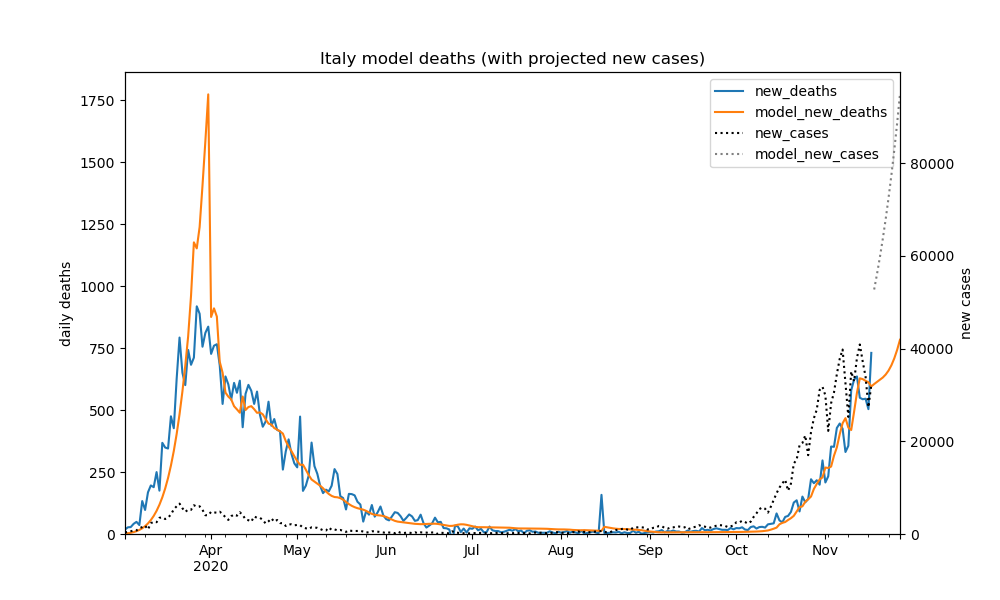 Italy model deaths (with projected new cases)
new_deaths
model_new_deaths
new_cases
model_new_cases
1750
1500
1250
1000
750
500
250
0
daily deaths
80000
60000
40000
20000
0
new cases
Apr
2020
May
Jun
Jul
Aug
Sep
Oct
Nov